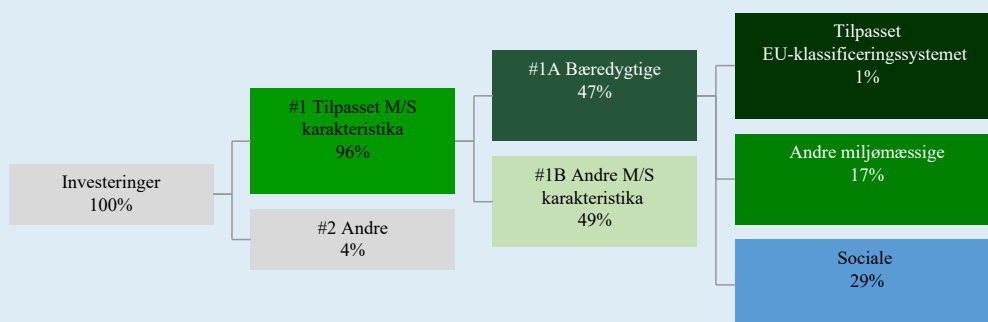 Investeringer
100%
#1 Tilpasset M/S
karakteristika
96%
#2 Andre
4%
#1A Bæredygtige
47%
#1B Andre M/S
karakteristika
49%
Tilpasset
EU-klassificeringssystemet
1%
Andre miljømæssige
17%
Sociale
29%